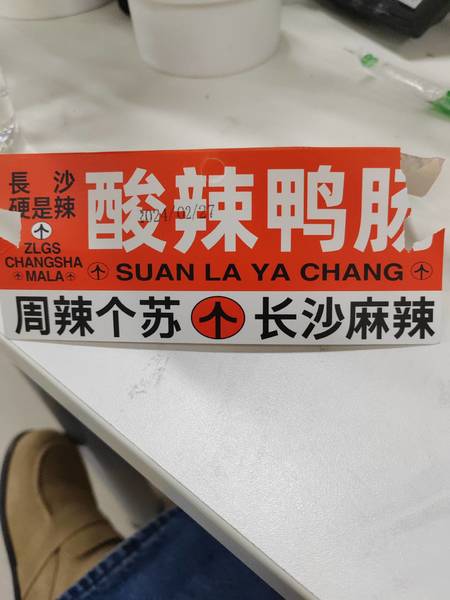 長沙
硬是辣
ZLGS
CHANGSHA
MALA
酸辣鸭肠
2024/02/27
SUAN LA YA CHANG
周辣个苏 长沙麻辣